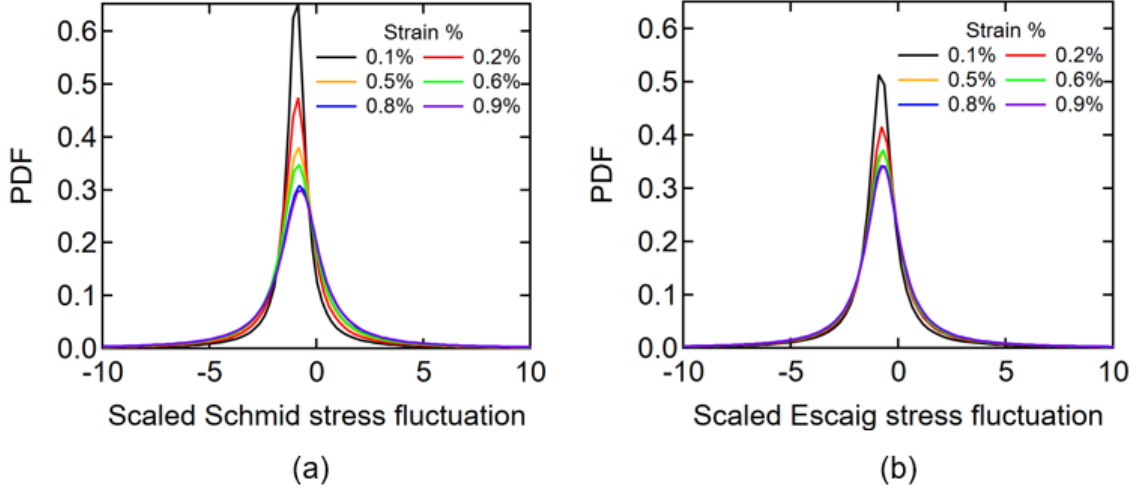 0.6
0.5
0.4
0.3
0.2
0.1
0.0
PDF
Strain %
0.1% 0.2%
0.5% 0.6%
0.8% 0.9%
-10 -5 0 5 10
Scaled Schmid stress fluctuation
(a)
0.6
0.5
0.4
0.3
0.2
0.1
0.0
PDF
Strain %
0.1% 0.2%
0.5% 0.6%
0.8% 0.9%
-10 -5 0 5 10
Scaled Escaig stress fluctuation
(b)